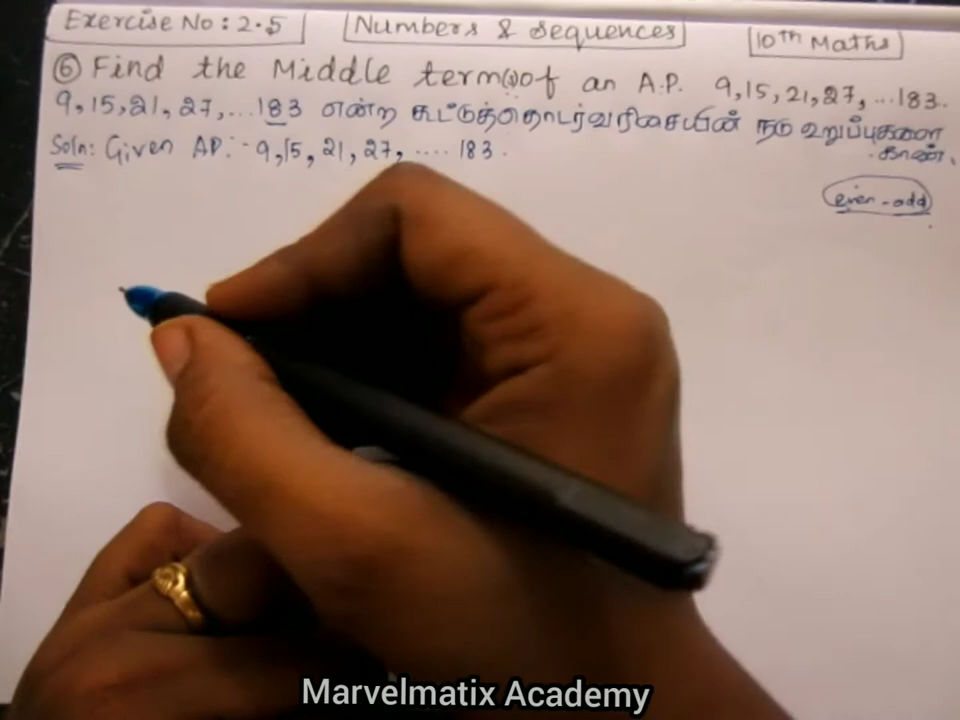 Exercise No : 2.5
Numbers & Sequences
10th Maths
⑥ Find the Middle term(s) of an A.P. 9, 15, 21, 27, ...183.
9, 15, 21, 27, ...183 என்ற கூட்டுத்தொடர்வரிசையின் நடு உறுப்புகளை
காண்.
Soln: Given AP: - 9, 15, 21, 27, .... 183.
even - odd
Marvelmatix Academy